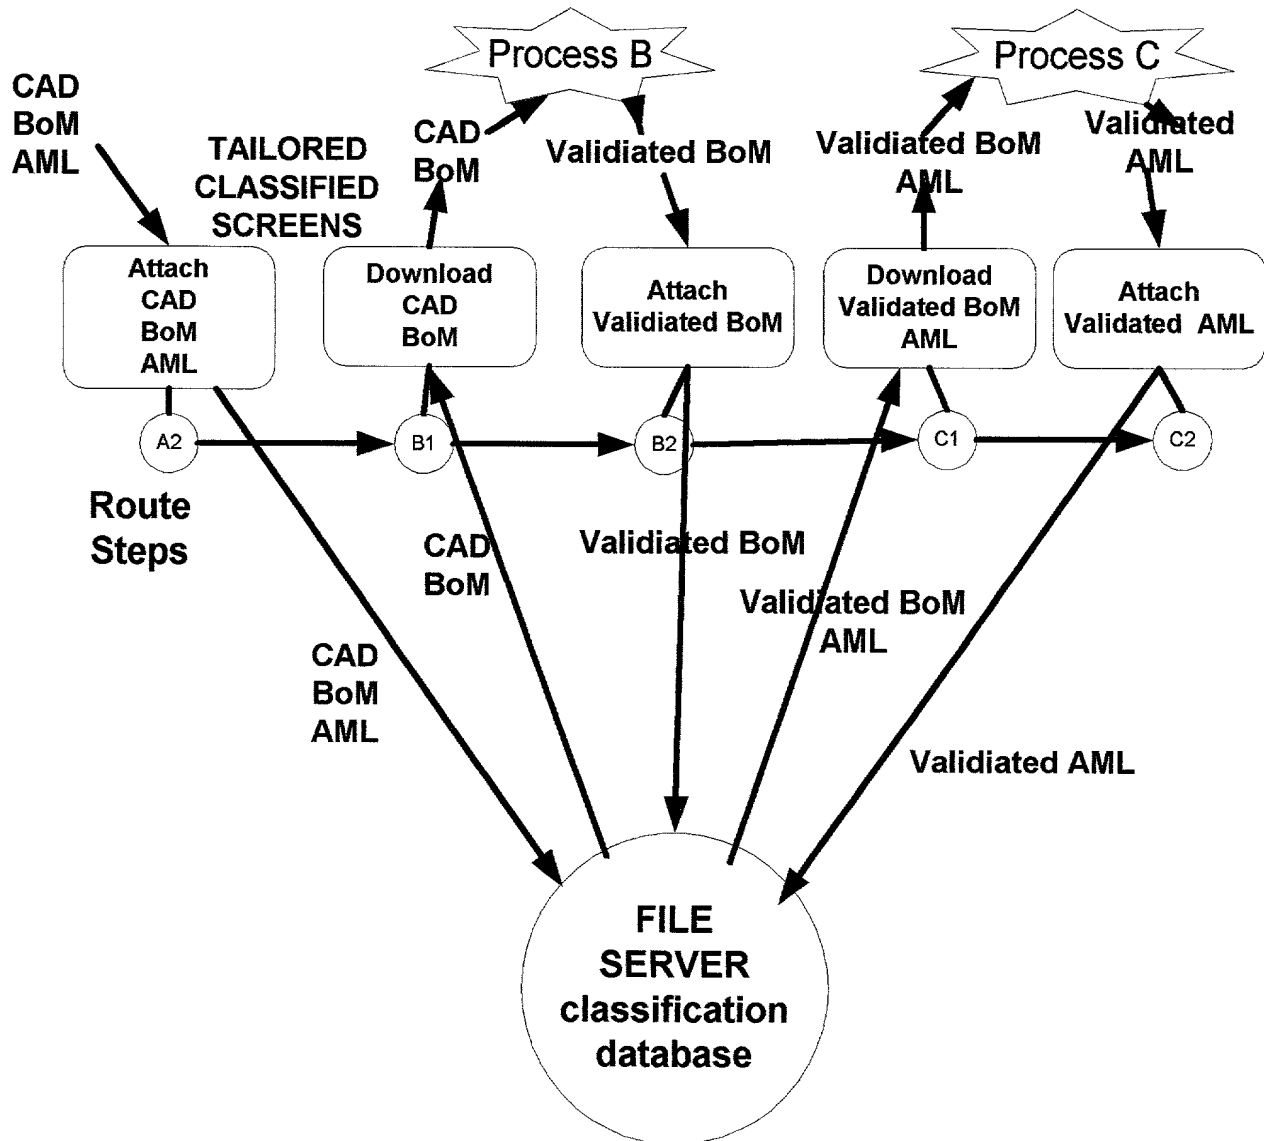 Process B
Process C
CAD
BoM
AML
TAILORED
CLASSIFIED
SCREENS
CAD
BoM
Validiated BoM
Validiated BoM
AML
Validiated
AML
Attach
CAD
BoM
AML
Download
CAD
BoM
Attach
Validiated BoM
Download
Validated BoM
AML
Attach
Validated AML
A2
B1
B2
C1
C2
Route
Steps
CAD
BoM
Validiated BoM
Validiated BoM
AML
CAD
BoM
AML
Validiated AML
FILE
SERVER
classification
database